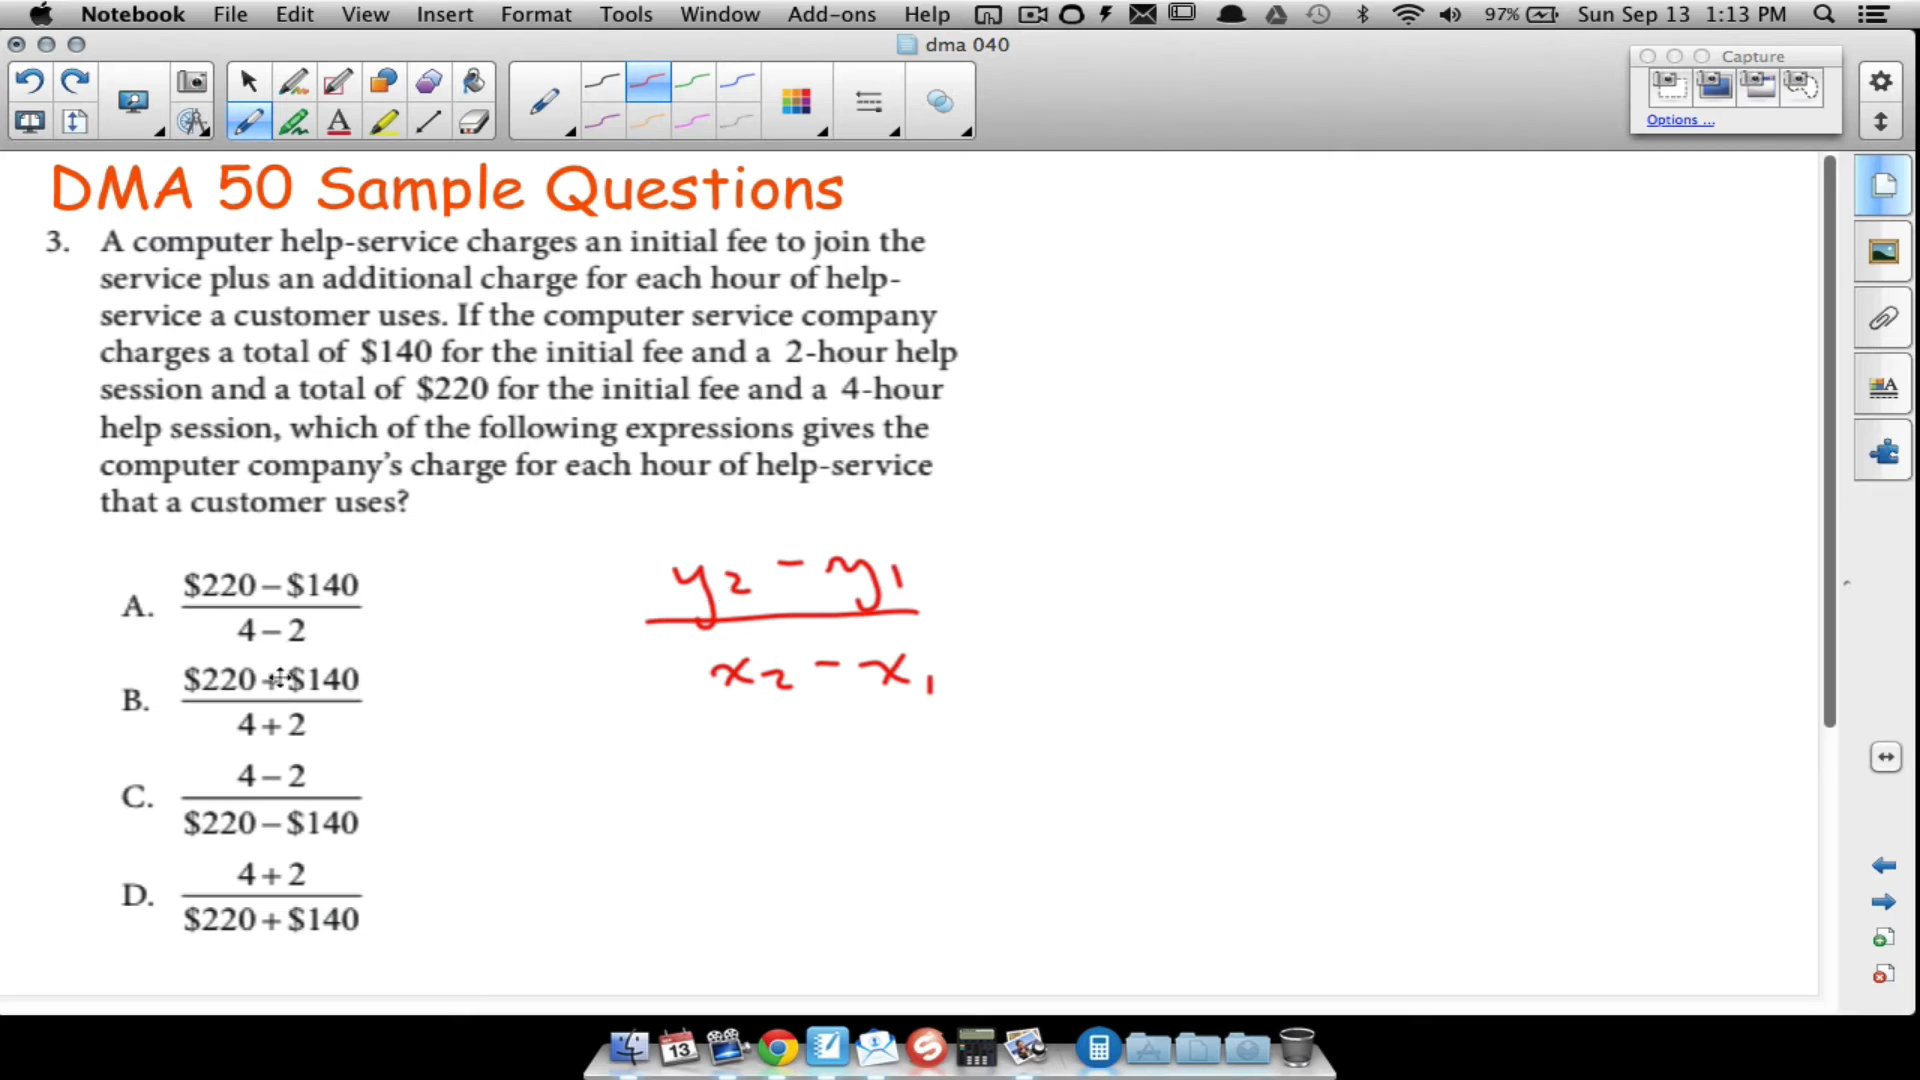 Notebook File Edit View Insert Format Tools Window Add-ons Help 97% Sun Sep 13 1:13 PM
dma 040
Capture
Options ...
DMA 50 Sample Questions
3. A computer help-service charges an initial fee to join the
service plus an additional charge for each hour of help-
service a customer uses. If the computer service company
charges a total of $140 for the initial fee and a 2-hour help
session and a total of $220 for the initial fee and a 4-hour
help session, which of the following expressions gives the
computer company’s charge for each hour of help-service
that a customer uses?
A. $220 – $140
4 – 2
B. $220 + $140
4 + 2
C. 4 – 2
$220 – $140
D. 4 + 2
$220 + $140
y2 - y1
x2 - x1
13